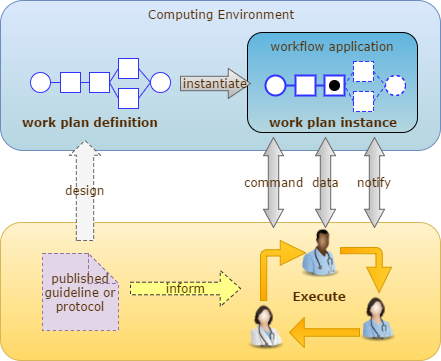 Computing Environment
workflow application
instantiate
work plan definition
work plan instance
design
command
data
notify
published
guideline or
protocol
inform
Execute